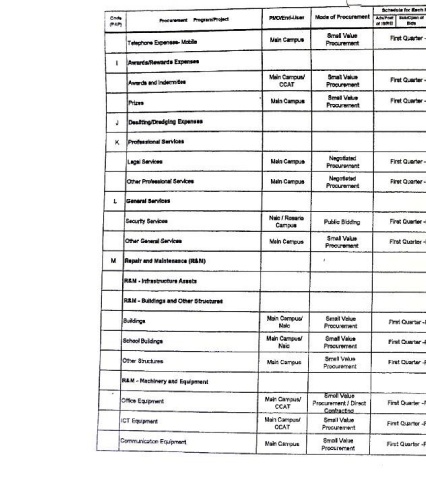 Schedule for Each
Code (PAP) Procurement Program/Project PMO/End-User Mode of Procurement Ads/Post of IB/REI Sub/Open of Bids
Telephone Expenses- Mobile Main Campus Small Value Procurement First Quarter -
I Awards/Rewards Expenses
Awards and Indemnities Main Campus/ CCAT Small Value Procurement First Quarter -
Prizes Main Campus Small Value Procurement First Quarter -
J Desilting/Dredging Expenses
K Professional Services
Legal Services Main Campus Negotiated Procurement First Quarter -
Other Professional Services Main Campus Negotiated Procurement First Quarter -
L General Services
Security Services Naic / Rosario Campus Public Bidding First Quarter -
Other General Services Main Campus Small Value Procurement First Quarter -
M Repair and Maintenance (R&M)
R&M - Infrastructure Assets
R&M - Buildings and Other Structures
Buildings Main Campus/ Naic Small Value Procurement First Quarter -F
School Buildings Main Campus/ Naic Small Value Procurement First Quarter -F
Other Structures Main Campus Small Value Procurement First Quarter -F
R&M - Machinery and Equipment
Office Equipment Main Campus/ CCAT Small Value Procurement / Direct Contracting First Quarter -F
ICT Equipment Main Campus/ CCAT Small Value Procurement First Quarter -F
Communication Equipment Main Campus Small Value Procurement First Quarter -F